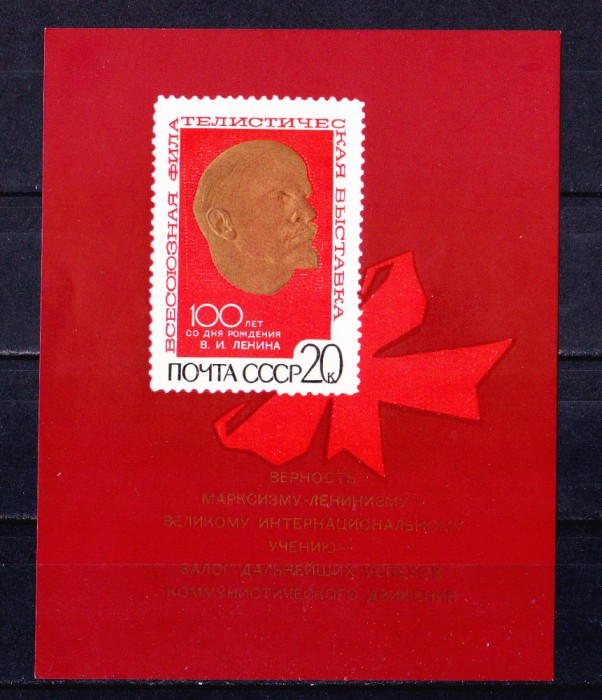 ВСЕСОЮЗНАЯ ФИЛАТЕЛИСТИЧЕСКАЯ ВЫСТАВКА
100 ЛЕТ
СО ДНЯ РОЖДЕНИЯ
В. И. ЛЕНИНА
ПОЧТА СССР 20к
ВЕРНОСТЬ
МАРКСИЗМУ-ЛЕНИНИЗМУ—
ВЕЛИКОМУ ИНТЕРНАЦИОНАЛЬНОМУ
УЧЕНИЮ—
ЗАЛОГ ДАЛЬНЕЙШИХ УСПЕХОВ
КОММУНИСТИЧЕСКОГО ДВИЖЕНИЯ